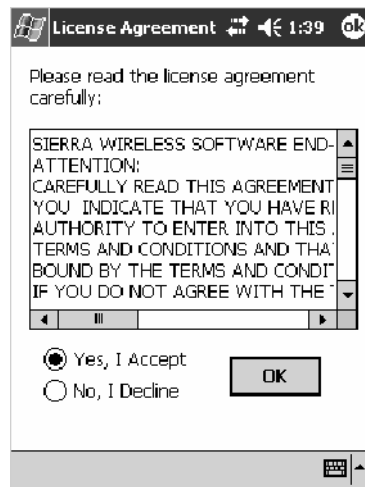 License Agreement 1:39 ok
Please read the license agreement
carefully:
SIERRA WIRELESS SOFTWARE END-
ATTENTION:
CAREFULLY READ THIS AGREEMENT
YOU INDICATE THAT YOU HAVE
AUTHORITY TO ENTER INTO THIS
TERMS AND CONDITIONS AND
BOUND BY THE TERMS AND
IF YOU DO NOT AGREE WITH THE
Yes, I Accept
No, I Decline
OK